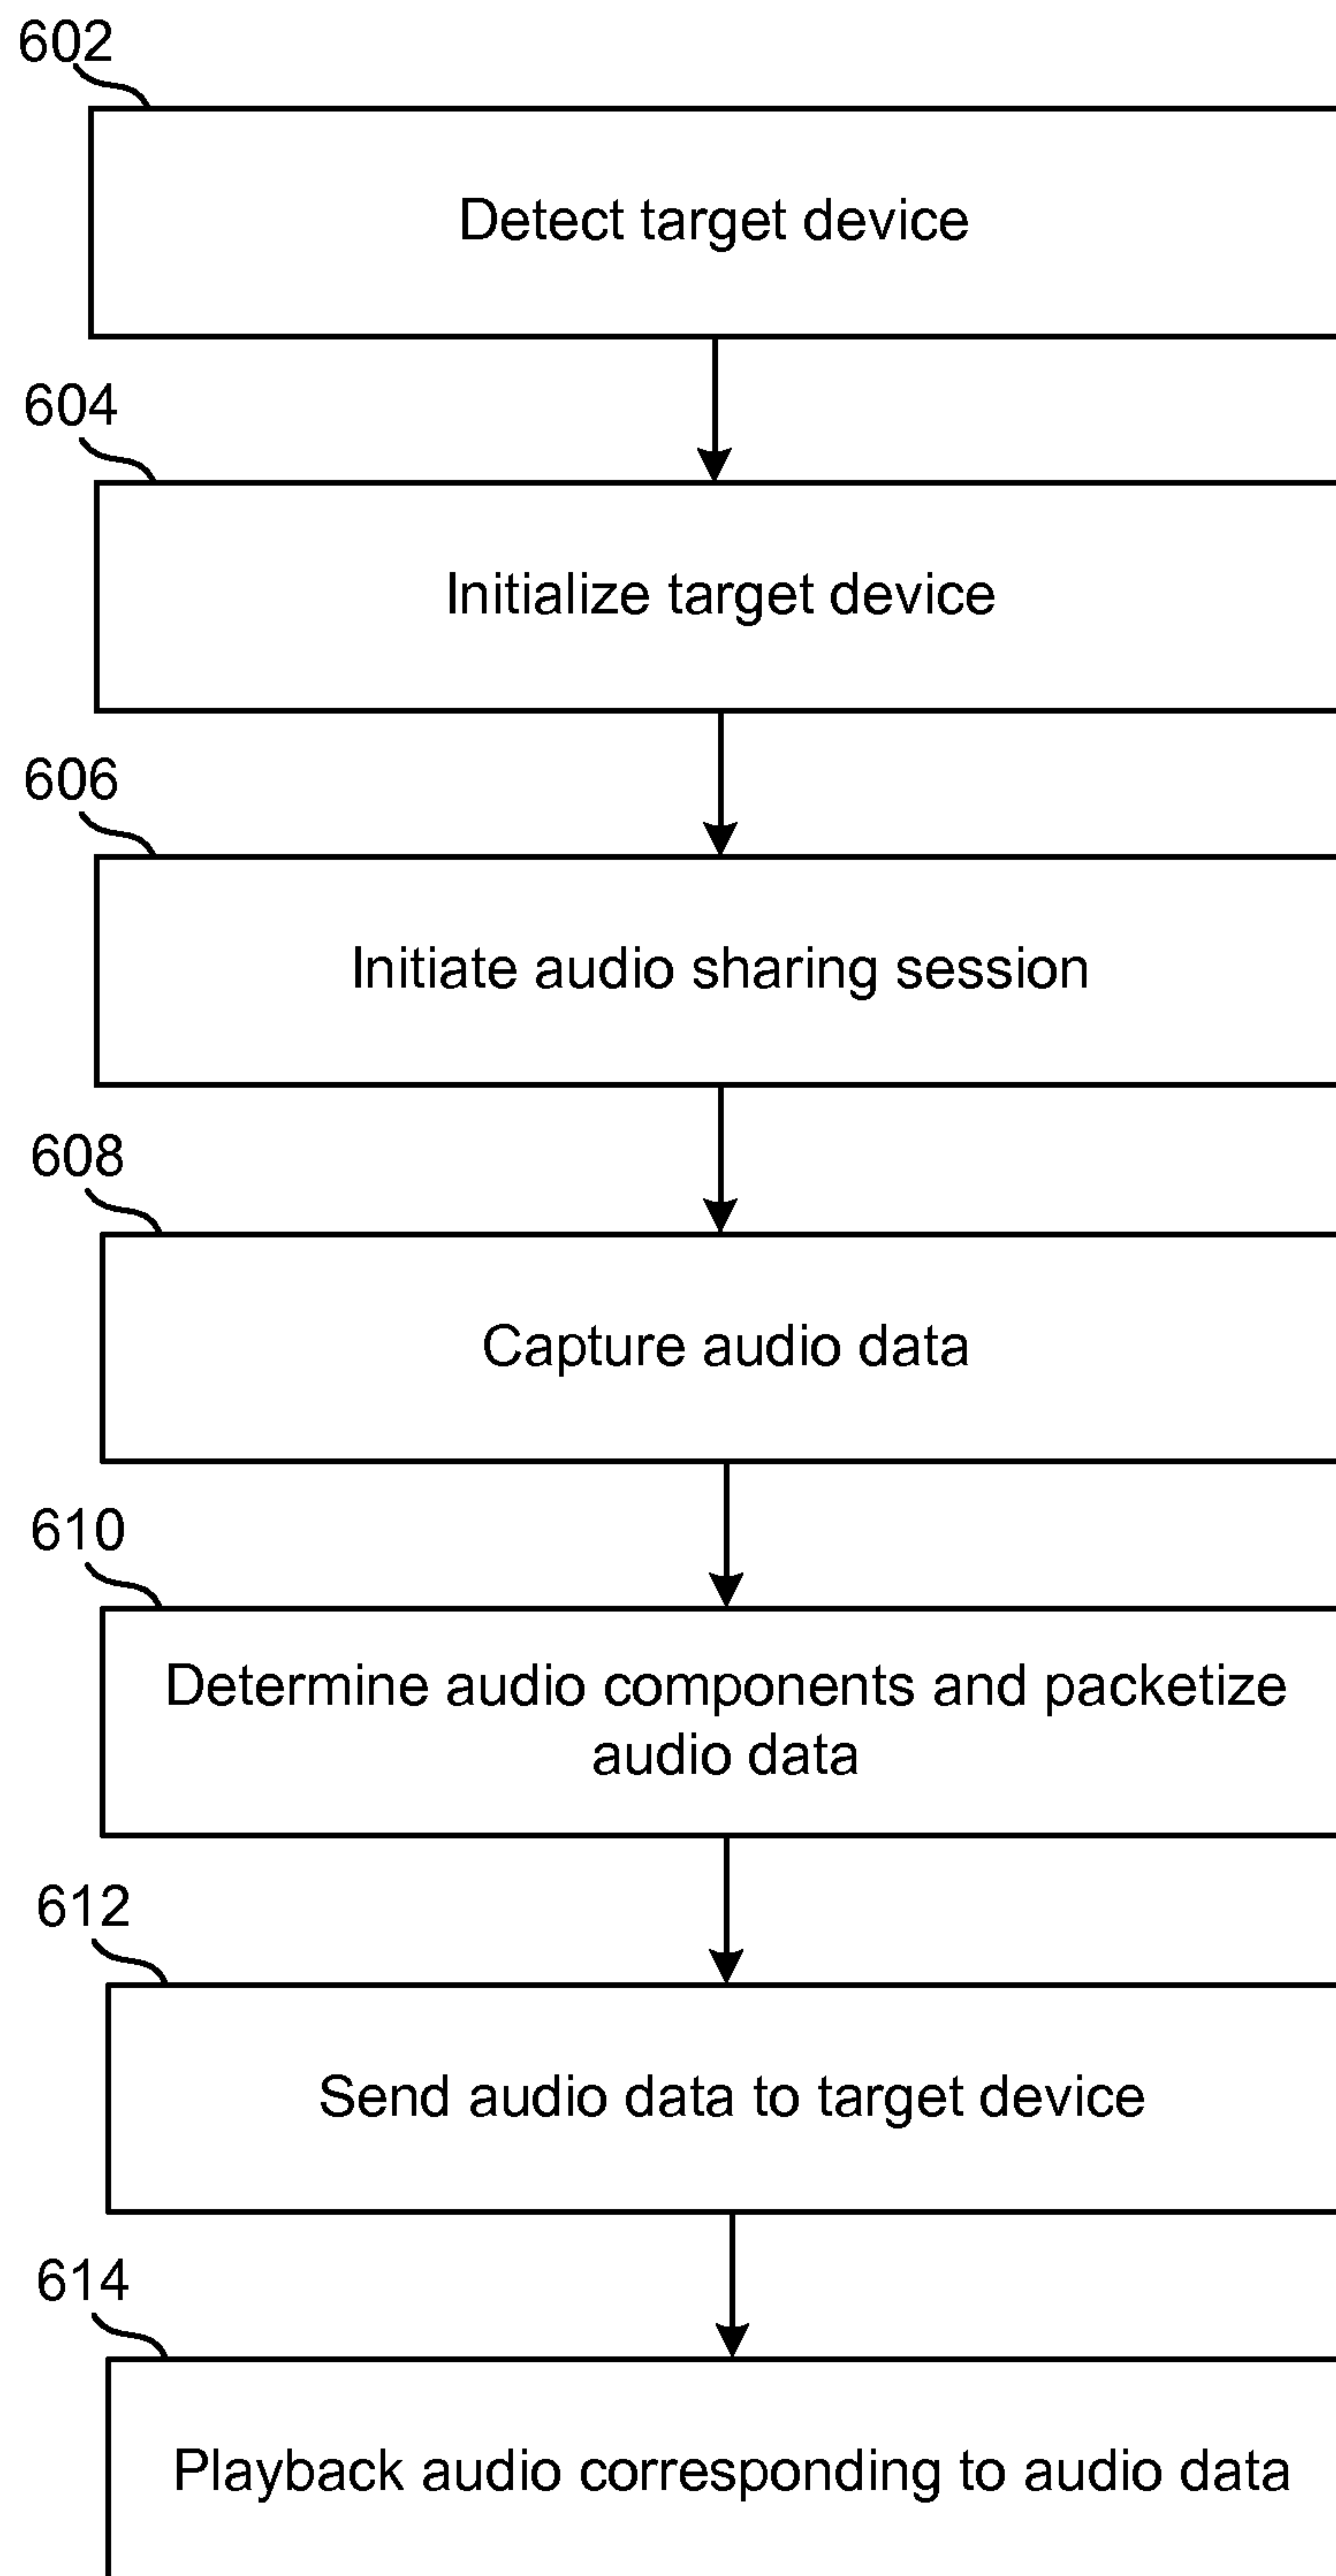 602
Detect target device
604
Initialize target device
606
Initiate audio sharing session
608
Capture audio data
610
Determine audio components and packetize
audio data
612
Send audio data to target device
614
Playback audio corresponding to audio data